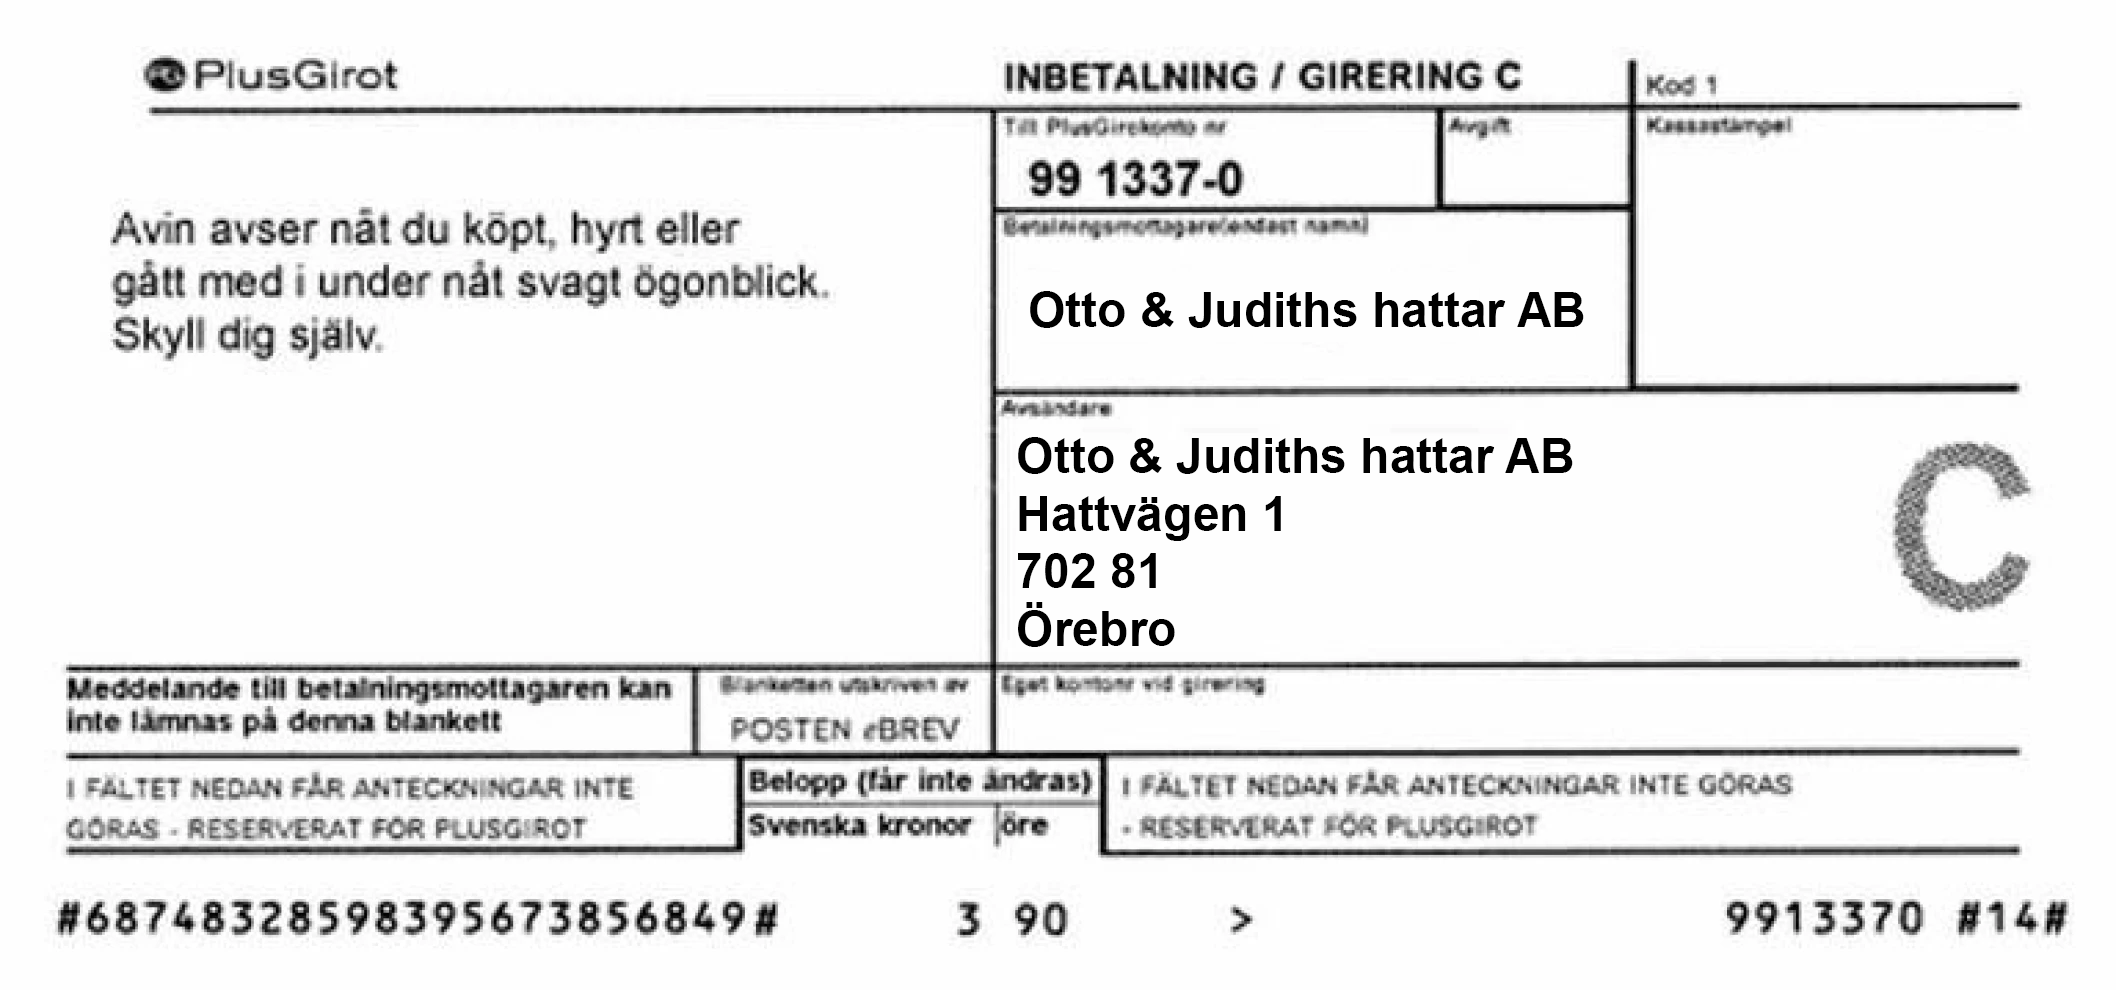 PlusGirot
INBETALNING / GIRERING C
Kod 1
Till PlusGirokonto nr
Avgift
Kassastämpel
99 1337-0
Avin avser nåt du köpt, hyrt eller
gått med i under nåt svagt ögonblick.
Skyll dig själv.
Betalningsmottagare(endast namn)
Otto & Judiths hattar AB
Avsändare
Otto & Judiths hattar AB
Hattvägen 1
702 81
Örebro
C
Meddelande till betalningsmottagaren kan
inte lämnas på denna blankett
Blanketten utskriven av
POSTEN eBREV
Eget kontonr vid girering
I FÄLTET NEDAN FÅR ANTECKNINGAR INTE
GÖRAS - RESERVERAT FÖR PLUSGIROT
Belopp (får inte ändras)
Svenska kronor öre
I FÄLTET NEDAN FÅR ANTECKNINGAR INTE GÖRAS
- RESERVERAT FÖR PLUSGIROT
#68748328598395673856849# 3 90 > 9913370 #14#